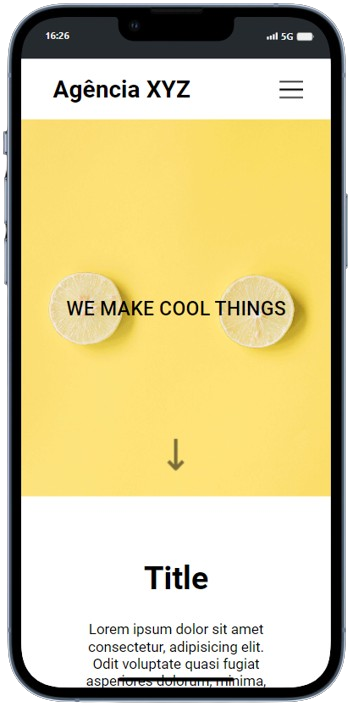 16:26
5G
Agência XYZ
WE MAKE COOL THINGS
Title
Lorem ipsum dolor sit amet
consectetur, adipisicing elit.
Odit voluptate quasi fugiat
asperiores dolorum, minima,